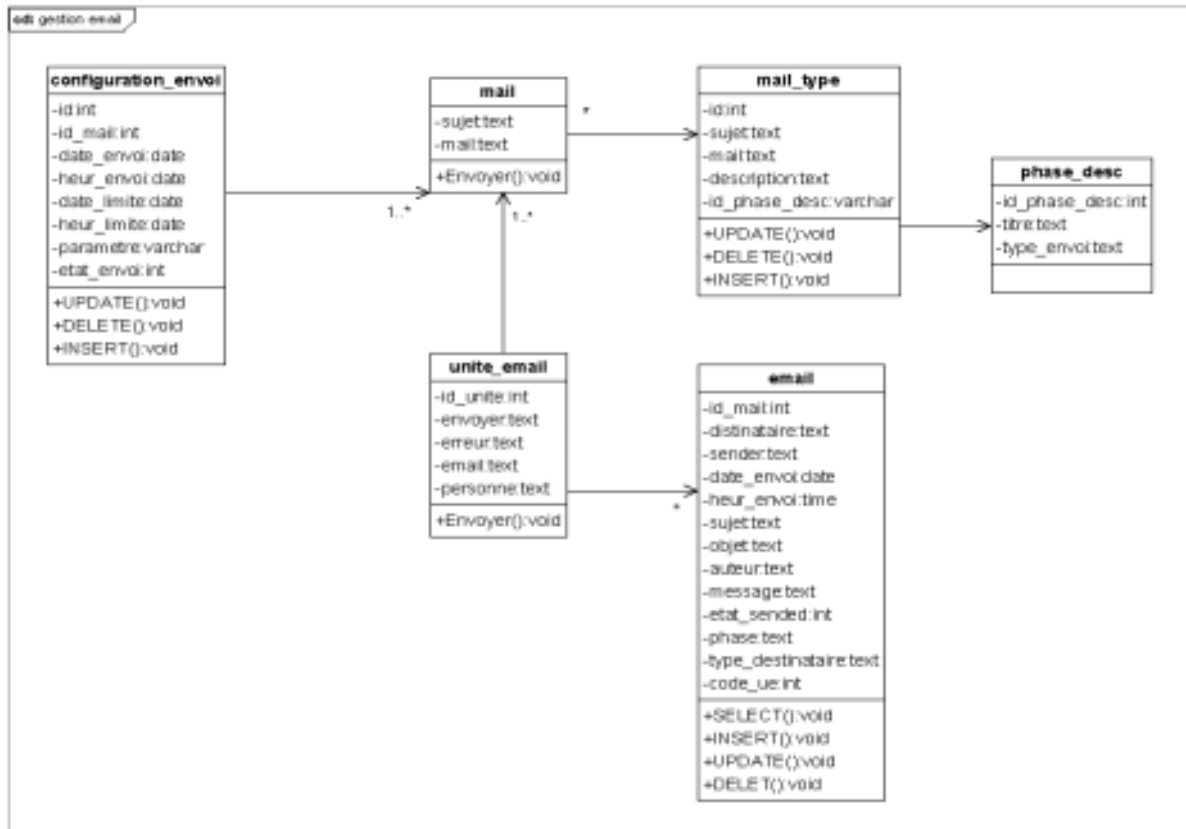 cd: gestion email
configuration_envoi
-id:int
-id_mail:int
-date_envoi:date
-heur_envoi:date
-date_limite:date
-heur_limite:date
-parametre:varchar
-etat_envoi:int
+UPDATE():void
+DELETE():void
+INSERT():void
1..*
mail
-sujet:text
-mail:text
+Envoyer():void
*
1..*
mail_type
-id:int
-sujet:text
-mail:text
-description:text
-id_phase_desc:varchar
+UPDATE():void
+DELETE():void
+INSERT():void
phase_desc
-id_phase_desc:int
-titre:text
-type_envoi:text
unite_email
-id_unite:int
-envoyer:text
-erreur:text
-email:text
-personne:text
+Envoyer():void
*
email
-id_mail:int
-distinataire:text
-sender:text
-date_envoi:date
-heur_envoi:time
-sujet:text
-objet:text
-auteur:text
-message:text
-etat_sended:int
-phase:text
-type_destinataire:text
-code_ue:int
+SELECT():void
+INSERT():void
+UPDATE():void
+DELET():void